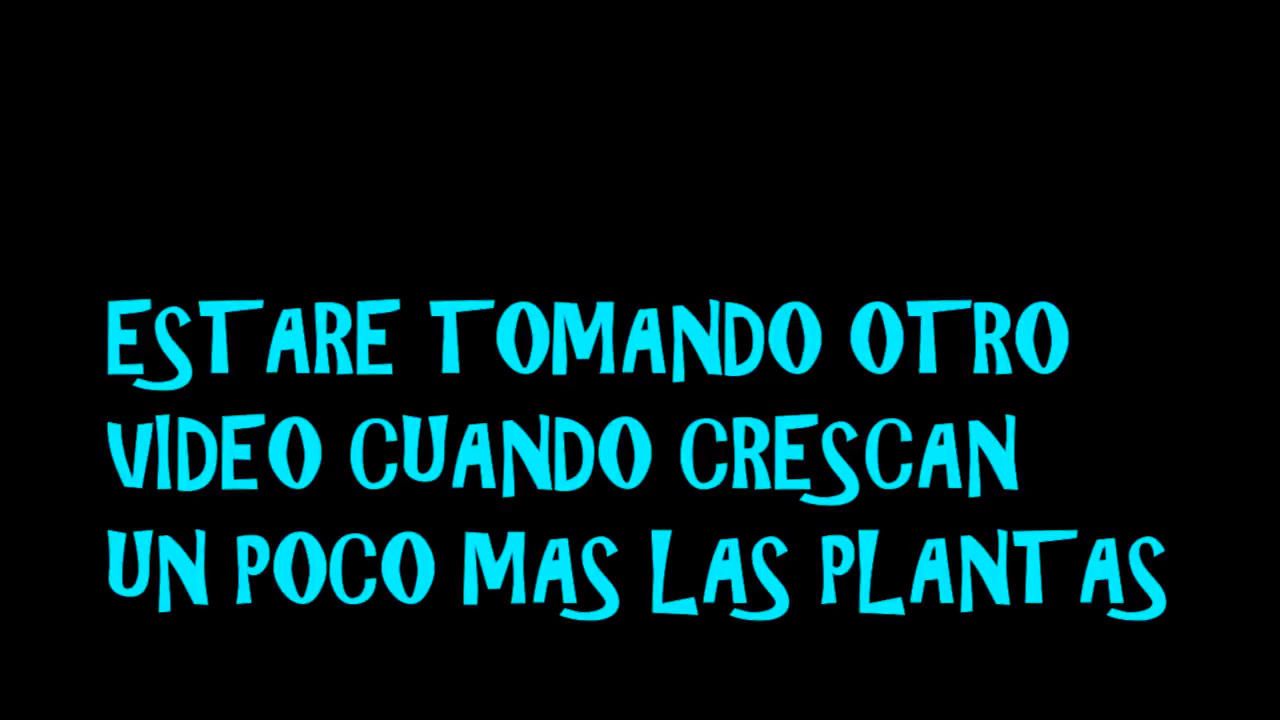 ESTARE TOMANDO OTRO
VIDEO CUANDO CRESCAN
UN POCO MAS LAS PLANTAS